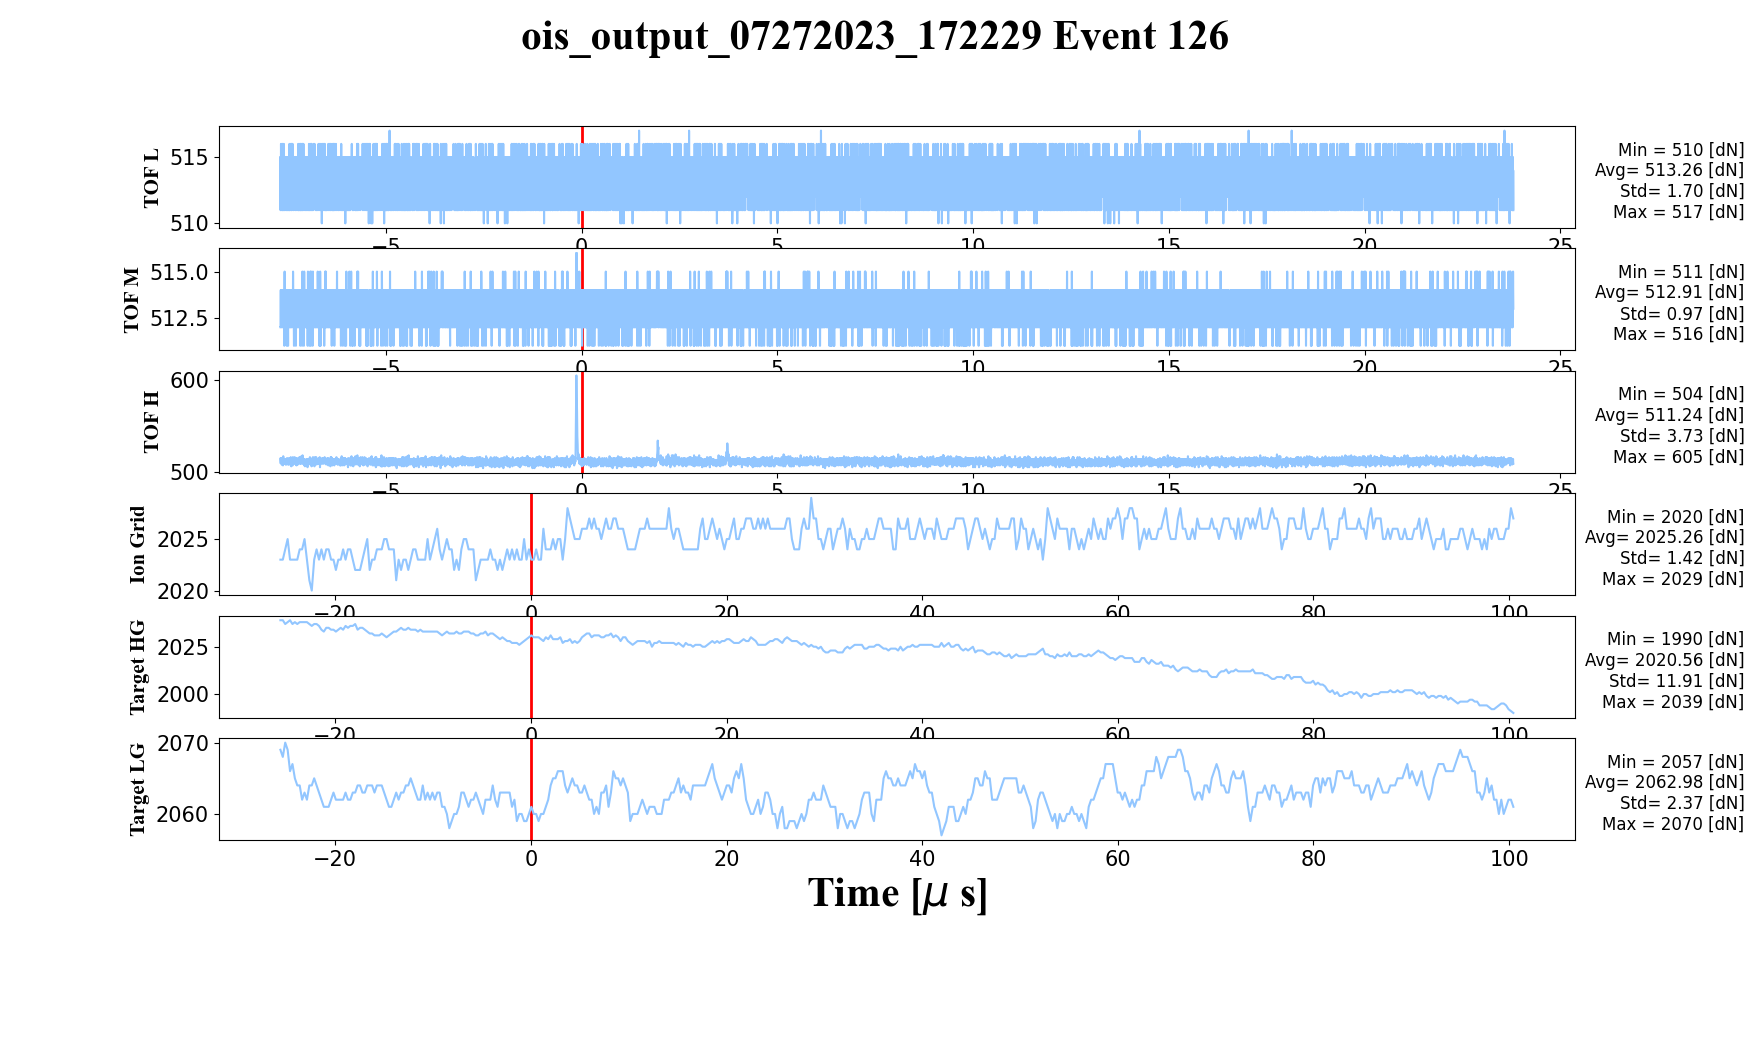 ois_output_07272023_172229 Event 126
TOF L
515
510
−5 0 5 10 15 20 25
Min = 510 [dN]
Avg= 513.26 [dN]
Std= 1.70 [dN]
Max = 517 [dN]
TOF M
515.0
512.5
−5 0 5 10 15 20 25
Min = 511 [dN]
Avg= 512.91 [dN]
Std= 0.97 [dN]
Max = 516 [dN]
TOF H
600
500
−5 0 5 10 15 20 25
Min = 504 [dN]
Avg= 511.24 [dN]
Std= 3.73 [dN]
Max = 605 [dN]
Ion Grid
2025
2020
−20 0 20 40 60 80 100
Min = 2020 [dN]
Avg= 2025.26 [dN]
Std= 1.42 [dN]
Max = 2029 [dN]
Target HG
2025
2000
−20 0 20 40 60 80 100
Min = 1990 [dN]
Avg= 2020.56 [dN]
Std= 11.91 [dN]
Max = 2039 [dN]
Target LG
2070
2060
−20 0 20 40 60 80 100
Min = 2057 [dN]
Avg= 2062.98 [dN]
Std= 2.37 [dN]
Max = 2070 [dN]
Time [μ s]